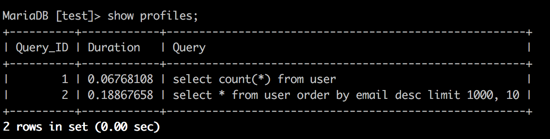 MariaDB [test]> show profiles;
+----------+------------+--------------------------------------------------+
| Query_ID | Duration | Query |
+----------+------------+--------------------------------------------------+
| 1 | 0.06768108 | select count(*) from user |
| 2 | 0.18867658 | select * from user order by email desc limit 1000, 10 |
+----------+------------+--------------------------------------------------+
2 rows in set (0.00 sec)